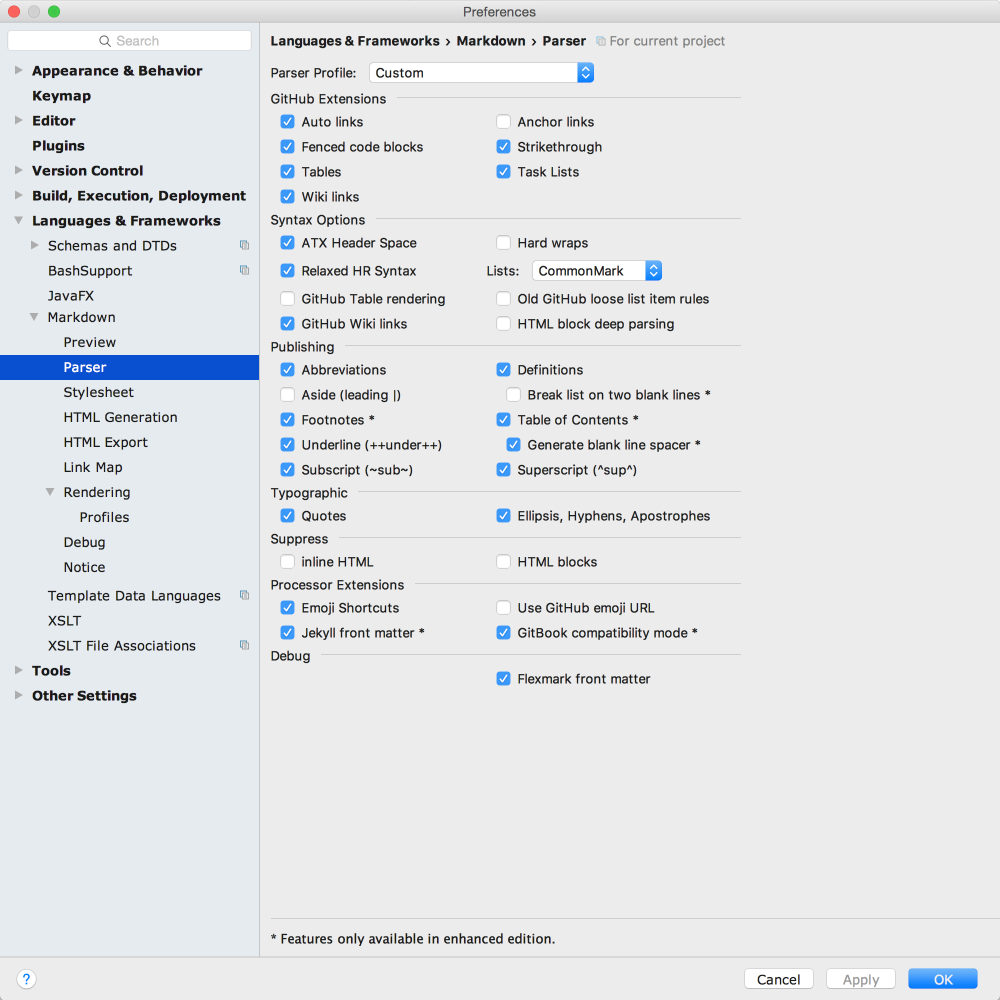 Preferences
Search
Appearance & Behavior
Keymap
Editor
Plugins
Version Control
Build, Execution, Deployment
Languages & Frameworks
Schemas and DTDs
BashSupport
JavaFX
Markdown
Preview
Parser
Stylesheet
HTML Generation
HTML Export
Link Map
Rendering
Profiles
Debug
Notice
Template Data Languages
XSLT
XSLT File Associations
Tools
Other Settings
Languages & Frameworks › Markdown › Parser For current project
Parser Profile: Custom
GitHub Extensions
Auto links Anchor links
Fenced code blocks Strikethrough
Tables Task Lists
Wiki links
Syntax Options
ATX Header Space Hard wraps
Relaxed HR Syntax Lists: CommonMark
GitHub Table rendering Old GitHub loose list item rules
GitHub Wiki links HTML block deep parsing
Publishing
Abbreviations Definitions
Aside (leading |) Break list on two blank lines *
Footnotes * Table of Contents *
Underline (++under++) Generate blank line spacer *
Subscript (~sub~) Superscript (^sup^)
Typographic
Quotes Ellipsis, Hyphens, Apostrophes
Suppress
inline HTML HTML blocks
Processor Extensions
Emoji Shortcuts Use GitHub emoji URL
Jekyll front matter * GitBook compatibility mode *
Debug
Flexmark front matter
* Features only available in enhanced edition.
? Cancel Apply OK